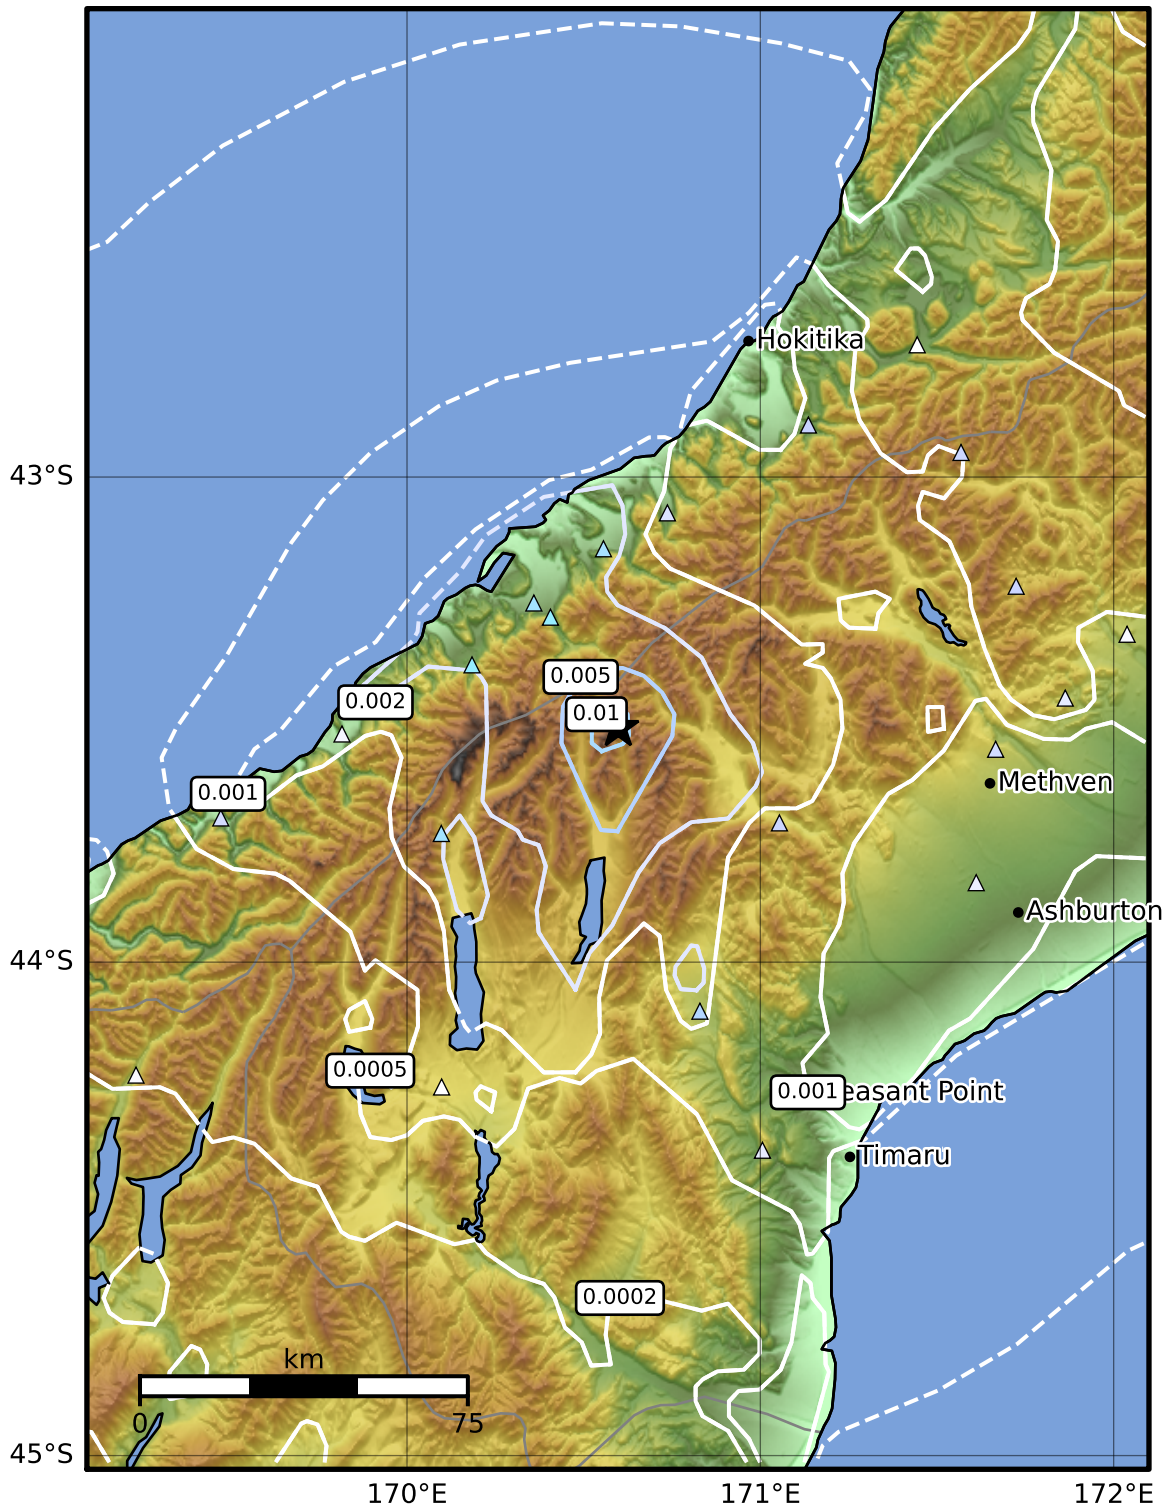 Hokitika
43°S
0.005
0.002
0.01
0.001
Methven
Ashburton
44°S
0.0005
0.001
easant Point
Timaru
0.0002
km
0
75
45°S
170°E
171°E
172°E